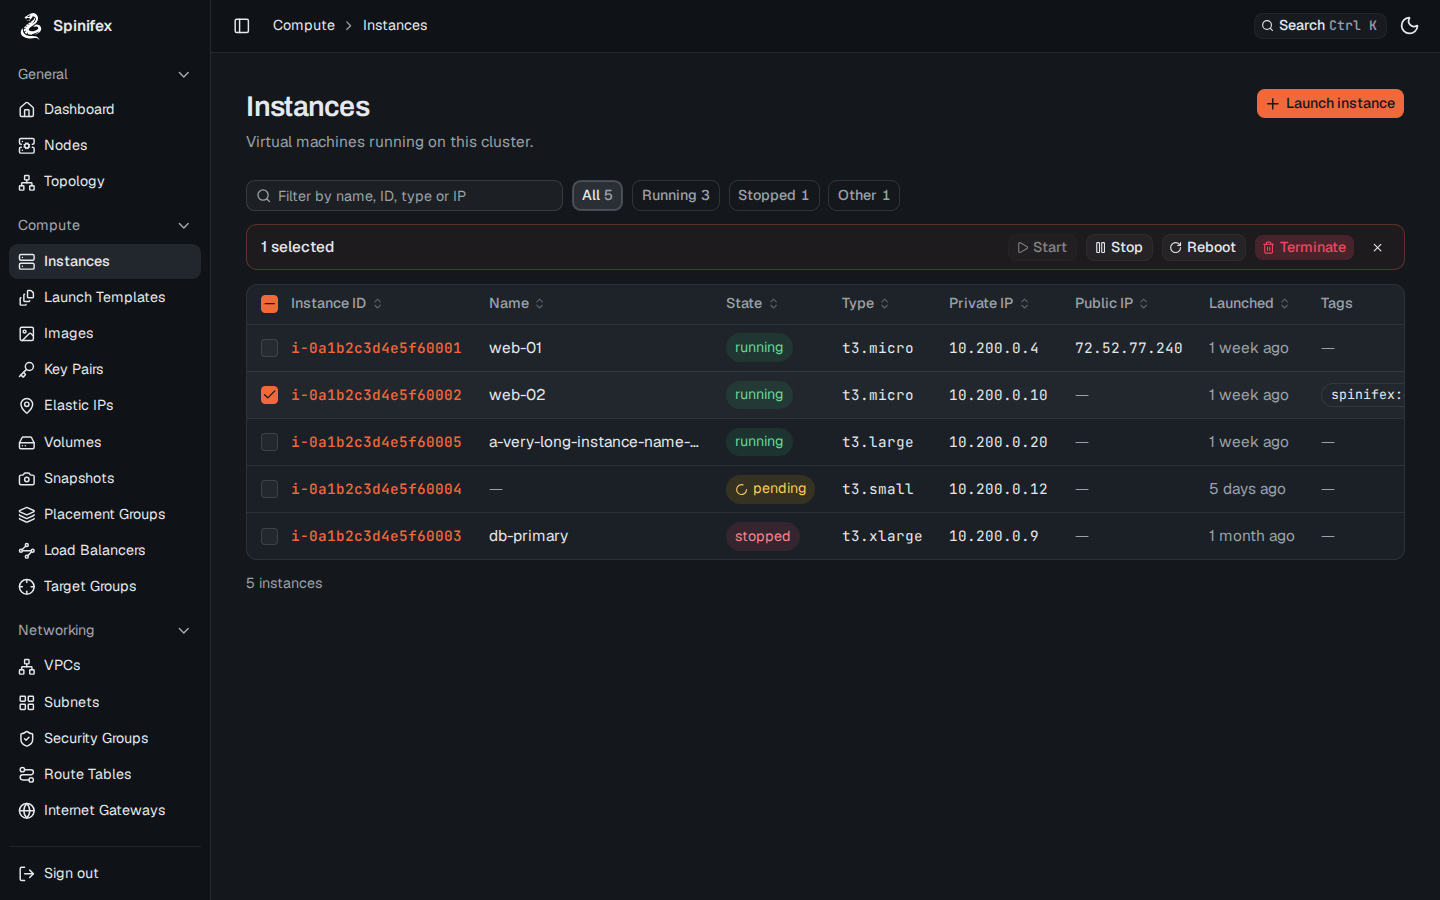 Spinifex
General
Dashboard
Nodes
Topology
Compute
Instances
Launch Templates
Images
Key Pairs
Elastic IPs
Volumes
Snapshots
Placement Groups
Load Balancers
Target Groups
Networking
VPCs
Subnets
Security Groups
Route Tables
Internet Gateways
Sign out
Compute > Instances
Search Ctrl K
Instances
Launch instance
Virtual machines running on this cluster.
Filter by name, ID, type or IP
All 5
Running 3
Stopped 1
Other 1
1 selected
Start
Stop
Reboot
Terminate
Instance ID Name State Type Private IP Public IP Launched Tags
i-0a1b2c3d4e5f60001 web-01 running t3.micro 10.200.0.4 72.52.77.240 1 week ago —
i-0a1b2c3d4e5f60002 web-02 running t3.micro 10.200.0.10 — 1 week ago spinifex:
i-0a1b2c3d4e5f60005 a-very-long-instance-name-… running t3.large 10.200.0.20 — 1 week ago —
i-0a1b2c3d4e5f60004 — pending t3.small 10.200.0.12 — 5 days ago —
i-0a1b2c3d4e5f60003 db-primary stopped t3.xlarge 10.200.0.9 — 1 month ago —
5 instances